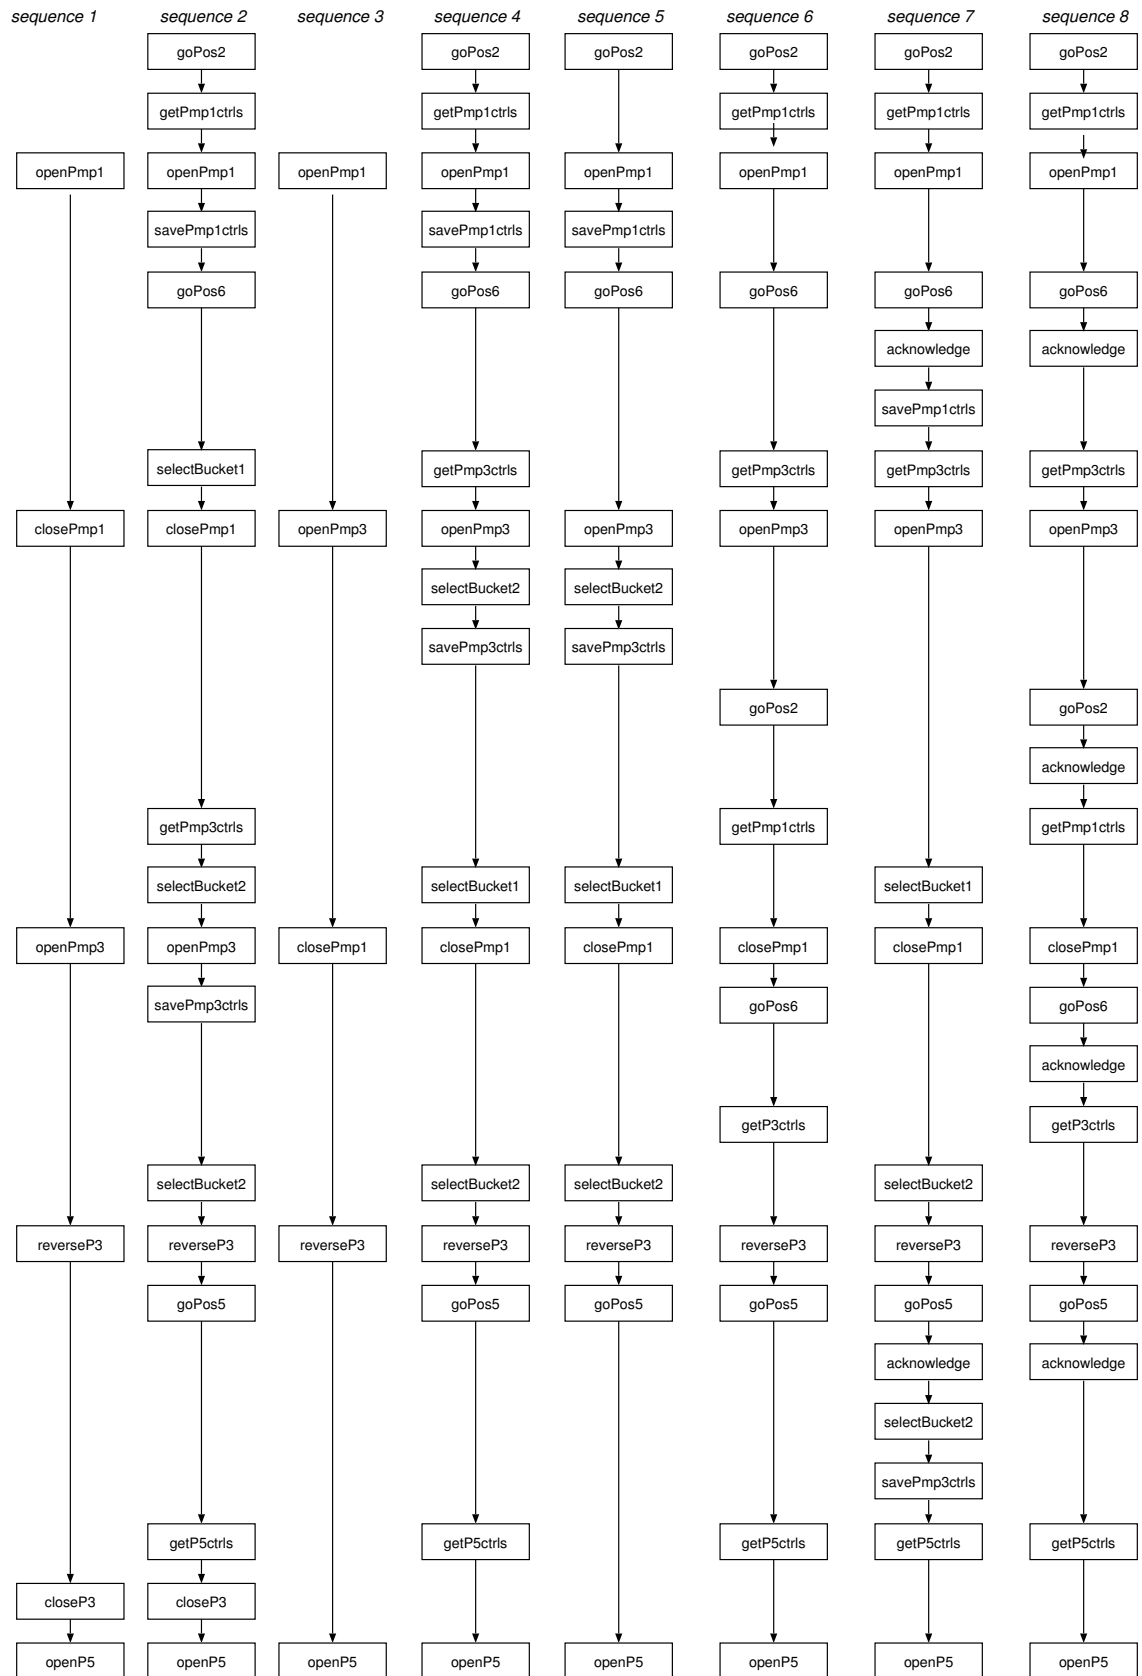 sequence 1 sequence 2 sequence 3 sequence 4 sequence 5 sequence 6 sequence 7 sequence 8
goPos2 goPos2 goPos2 goPos2 goPos2 goPos2
getPmp1ctrls getPmp1ctrls getPmp1ctrls getPmp1ctrls getPmp1ctrls
openPmp1 openPmp1 openPmp1 openPmp1 openPmp1 openPmp1 openPmp1 openPmp1
savePmp1ctrls savePmp1ctrls savePmp1ctrls
goPos6 goPos6 goPos6 goPos6 goPos6 goPos6
acknowledge acknowledge
savePmp1ctrls
selectBucket1 getPmp3ctrls getPmp3ctrls getPmp3ctrls getPmp3ctrls
closePmp1 closePmp1 openPmp3 openPmp3 openPmp3 openPmp3 openPmp3 openPmp3
selectBucket2 selectBucket2
savePmp3ctrls savePmp3ctrls
goPos2 goPos2
acknowledge
getPmp3ctrls getPmp1ctrls getPmp1ctrls
selectBucket2 selectBucket1 selectBucket1 selectBucket1
openPmp3 openPmp3 closePmp1 closePmp1 closePmp1 closePmp1 closePmp1 closePmp1
savePmp3ctrls goPos6 goPos6
acknowledge
getP3ctrls getP3ctrls
selectBucket2 selectBucket2 selectBucket2 selectBucket2
reverseP3 reverseP3 reverseP3 reverseP3 reverseP3 reverseP3 reverseP3 reverseP3
goPos5 goPos5 goPos5 goPos5 goPos5 goPos5
acknowledge acknowledge
selectBucket2
savePmp3ctrls
getP5ctrls getP5ctrls getP5ctrls getP5ctrls getP5ctrls
closeP3 closeP3
openP5 openP5 openP5 openP5 openP5 openP5 openP5 openP5